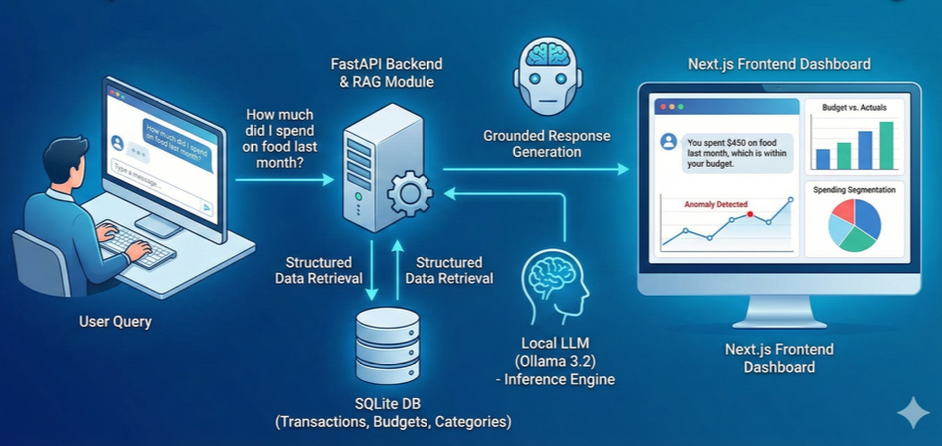 User Query
How much did I spend
on food last month?
Type a message...
How much
did I spend
on food last
month?
FastAPI Backend
& RAG Module
Structured
Data Retrieval
Structured
Data Retrieval
SQLite DB
(Transactions, Budgets, Categories)
Grounded Response
Generation
Local LLM
(Ollama 3.2)
- Inference Engine
Next.js Frontend Dashboard
You spent $450 on food
last month, which is within
your budget.
Anomaly Detected
Budget vs. Actuals
Spending Segmentation
Next.js Frontend
Dashboard